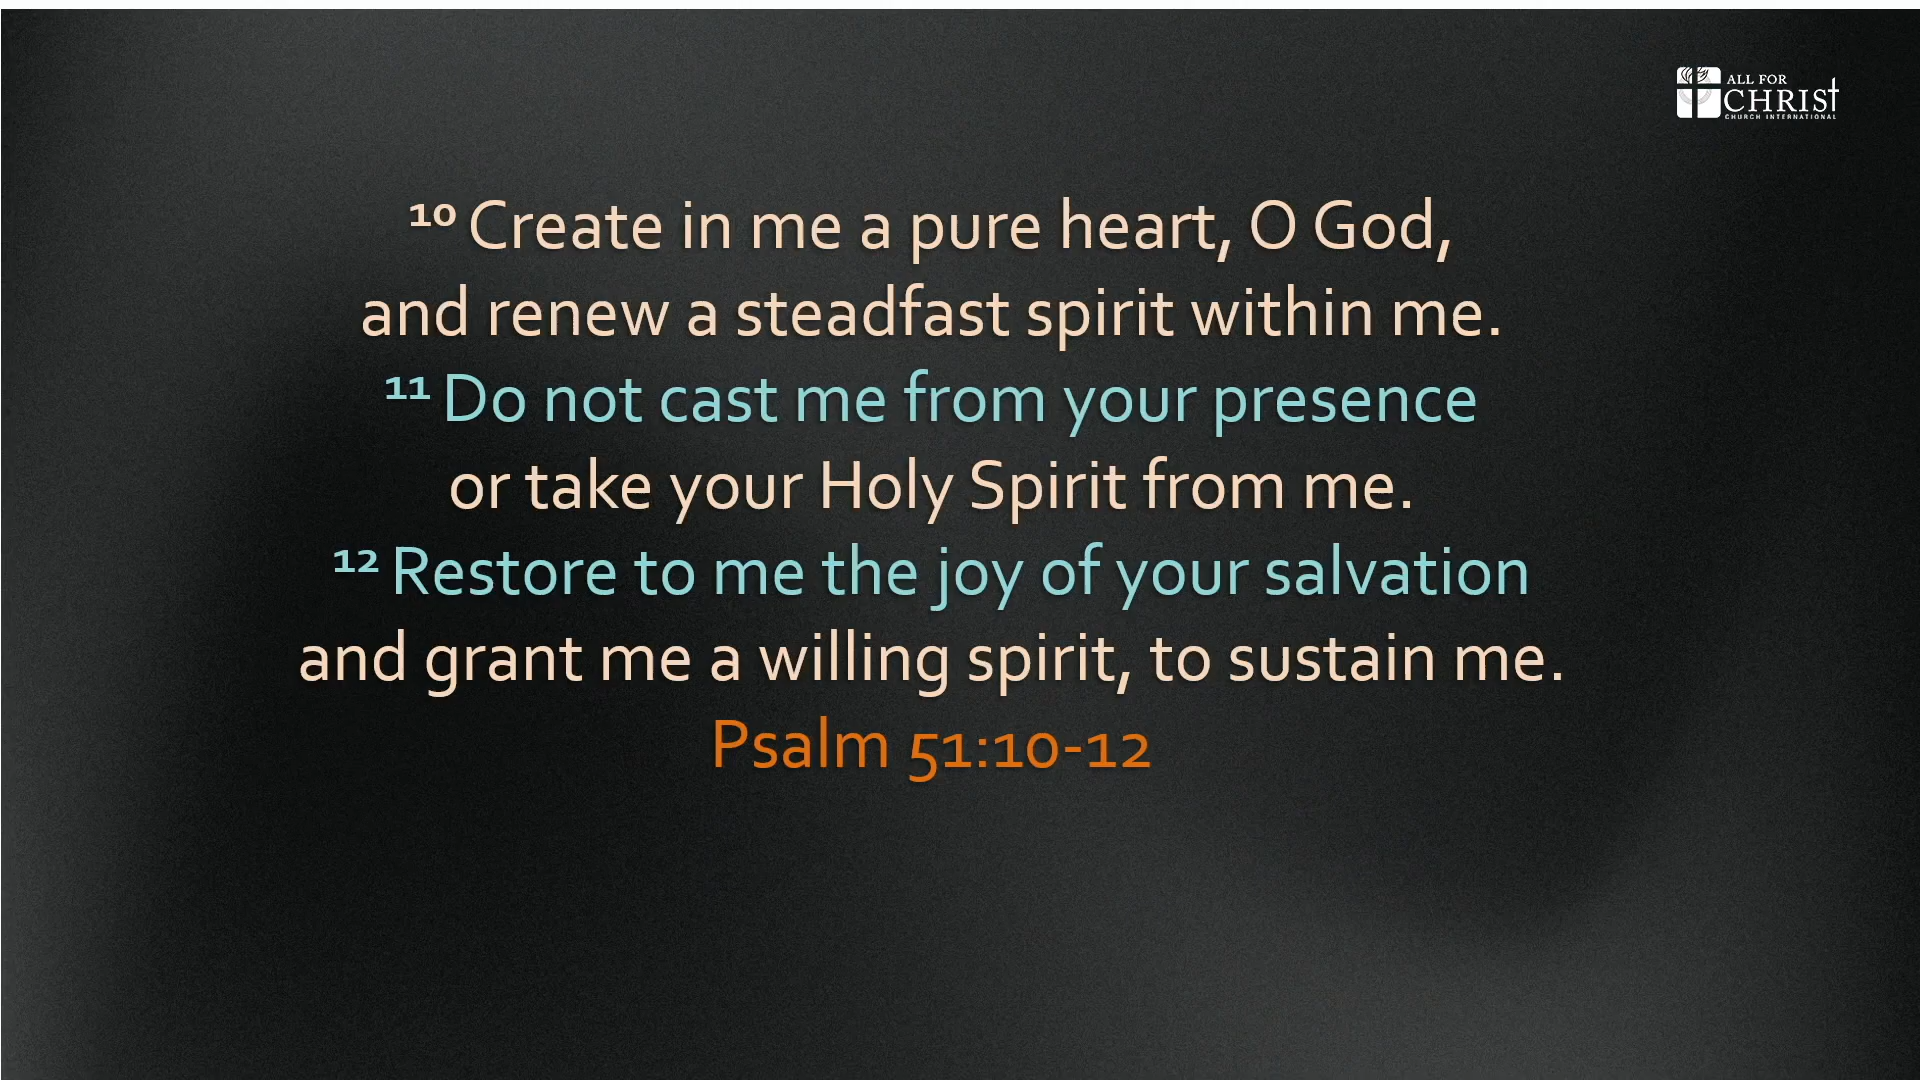 ALL FOR
CHRIST
CHURCH INTERNATIONAL
10 Create in me a pure heart, O God,
and renew a steadfast spirit within me.
11 Do not cast me from your presence
or take your Holy Spirit from me.
12 Restore to me the joy of your salvation
and grant me a willing spirit, to sustain me.
Psalm 51:10-12